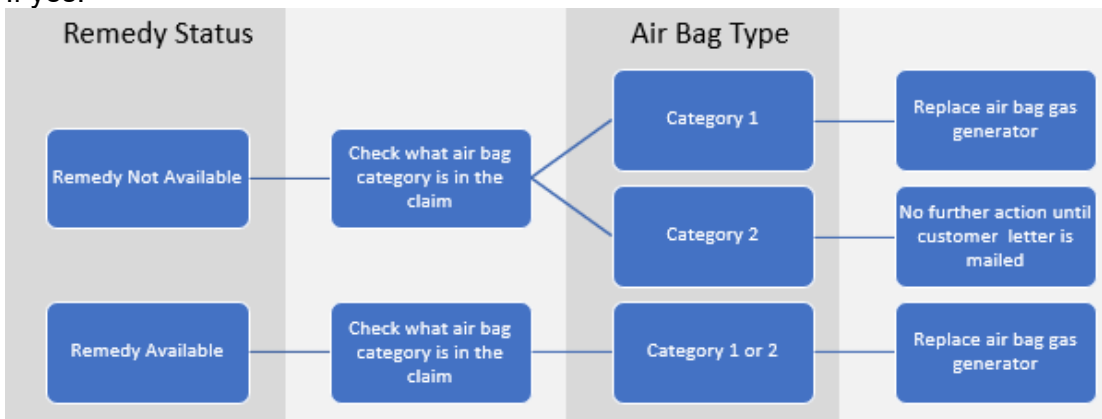 If yes:
Remedy Status
Air Bag Type
Remedy Not Available
Check what air bag
category is in the
claim
Category 1
Replace air bag gas
generator
Category 2
No further action until
customer letter is
mailed
Remedy Available
Check what air bag
category is in the
claim
Category 1 or 2
Replace air bag gas
generator